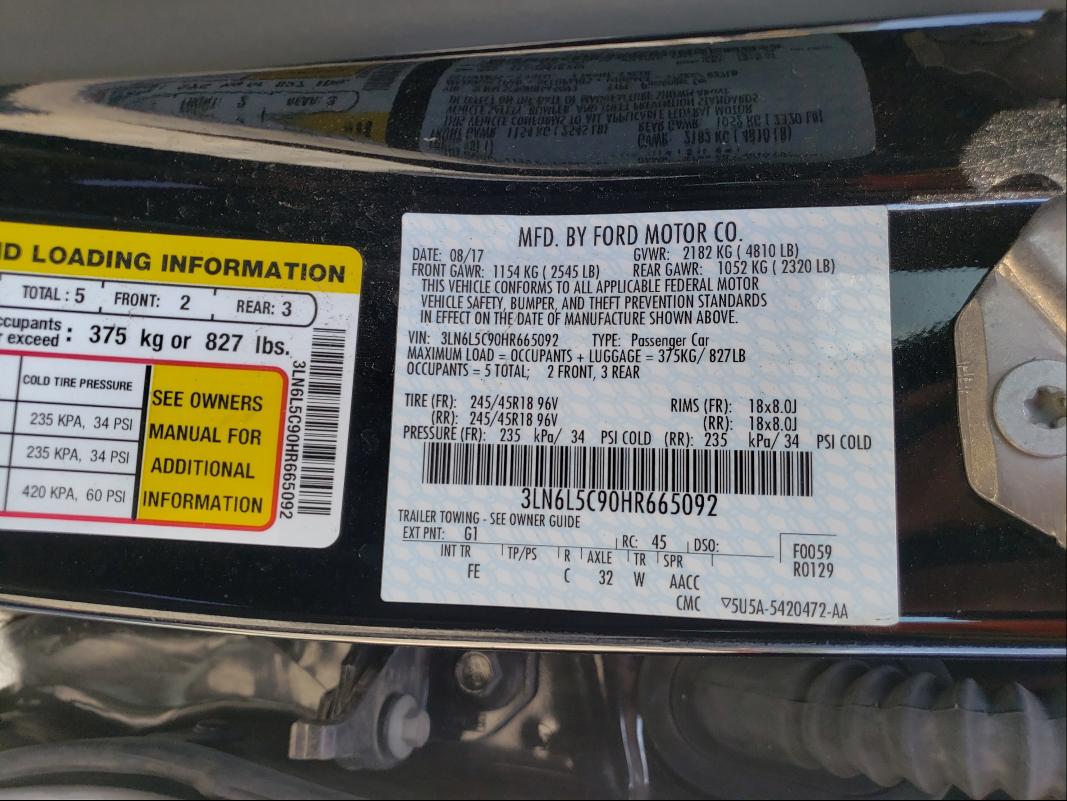 ND LOADING INFORMATION
TOTAL : 5 FRONT: 2 REAR: 3
occupants
exceed : 375 kg or 827 lbs.
COLD TIRE PRESSURE
235 KPA, 34 PSI
235 KPA, 34 PSI
420 KPA, 60 PSI
SEE OWNERS
MANUAL FOR
ADDITIONAL
INFORMATION
3LN6L5C90HR665092
MFD. BY FORD MOTOR CO.
DATE: 08/17 GVWR: 2182 KG ( 4810 LB)
FRONT GAWR: 1154 KG ( 2545 LB) REAR GAWR: 1052 KG ( 2320 LB)
THIS VEHICLE CONFORMS TO ALL APPLICABLE FEDERAL MOTOR
VEHICLE SAFETY, BUMPER, AND THEFT PREVENTION STANDARDS
IN EFFECT ON THE DATE OF MANUFACTURE SHOWN ABOVE.
VIN: 3LN6L5C90HR665092 TYPE: Passenger Car
MAXIMUM LOAD = OCCUPANTS + LUGGAGE = 375KG/ 827LB
OCCUPANTS = 5 TOTAL; 2 FRONT, 3 REAR
TIRE (FR): 245/45R18 96V RIMS (FR): 18x8.0J
(RR): 245/45R18 96V (RR): 18x8.0J
PRESSURE (FR): 235 kPa/ 34 PSI COLD (RR): 235 kPa/ 34 PSI COLD
3LN6L5C90HR665092
TRAILER TOWING - SEE OWNER GUIDE
EXT PNT: G1 RC: 45 DSO:
F0059
R0129
INT TR TP/PS R AXLE TR SPR
FE C 32 W AACC
CMC ▽5U5A-5420472-AA